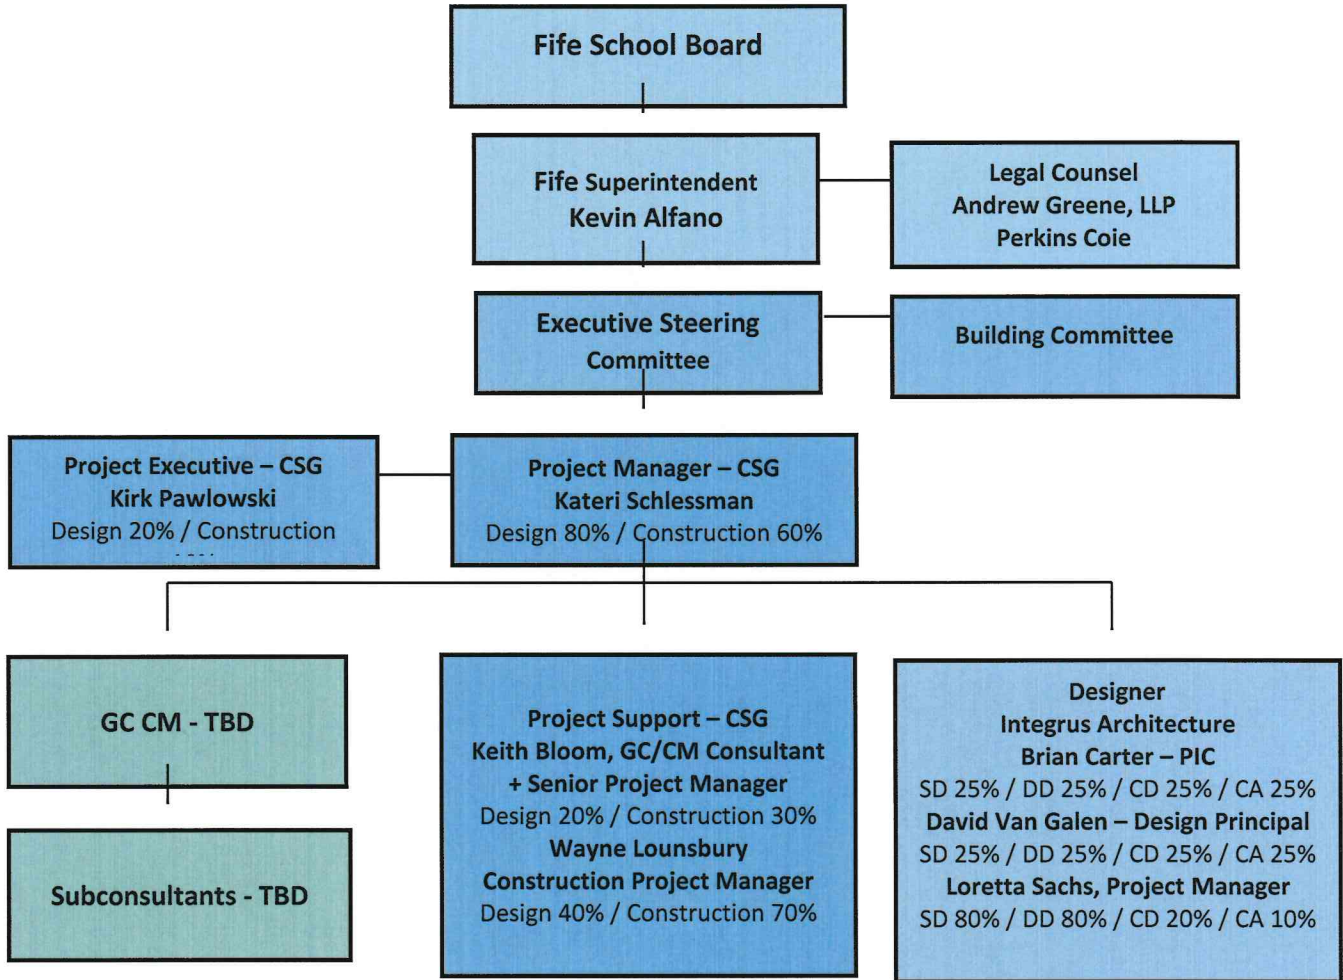 Fife School Board
Fife Superintendent
Kevin Alfano
Legal Counsel
Andrew Greene, LLP
Perkins Coie
Executive Steering
Committee
Building Committee
Project Executive – CSG
Kirk Pawlowski
Design 20% / Construction
Project Manager – CSG
Kateri Schlessman
Design 80% / Construction 60%
GC CM - TBD
Subconsultants - TBD
Project Support – CSG
Keith Bloom, GC/CM Consultant
+ Senior Project Manager
Design 20% / Construction 30%
Wayne Lounsbury
Construction Project Manager
Design 40% / Construction 70%
Designer
Integrus Architecture
Brian Carter – PIC
SD 25% / DD 25% / CD 25% / CA 25%
David Van Galen – Design Principal
SD 25% / DD 25% / CD 25% / CA 25%
Loretta Sachs, Project Manager
SD 80% / DD 80% / CD 20% / CA 10%